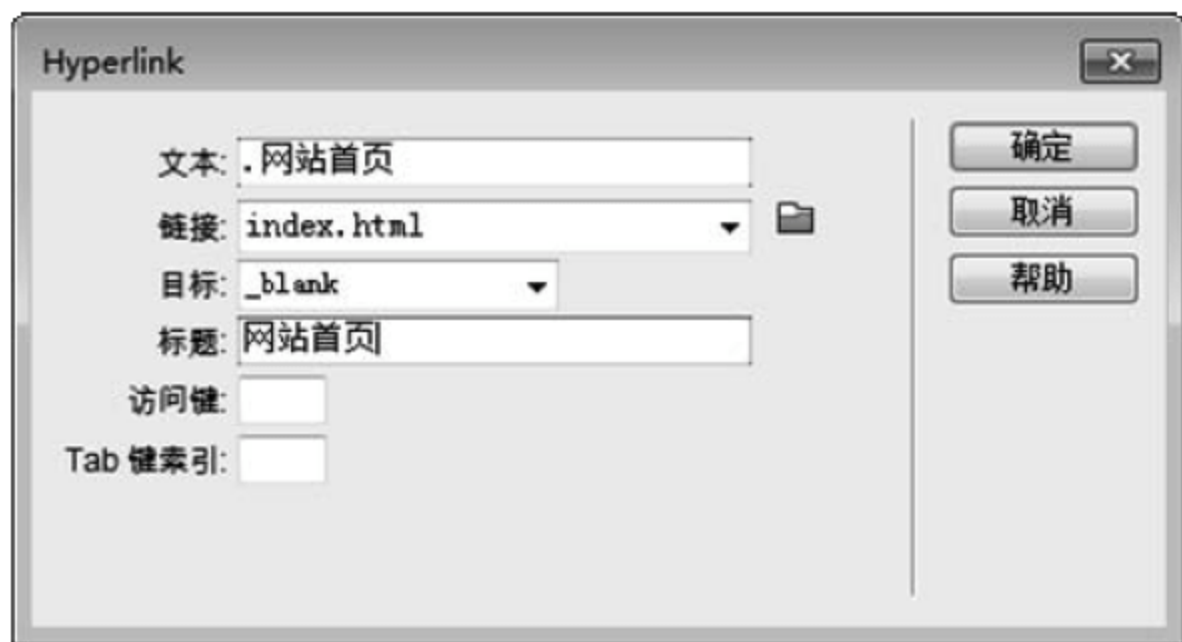 Hyperlink
文本: .网站首页
链接: index.html
目标: _blank
标题: 网站首页
访问键:
Tab 键索引:
确定
取消
帮助